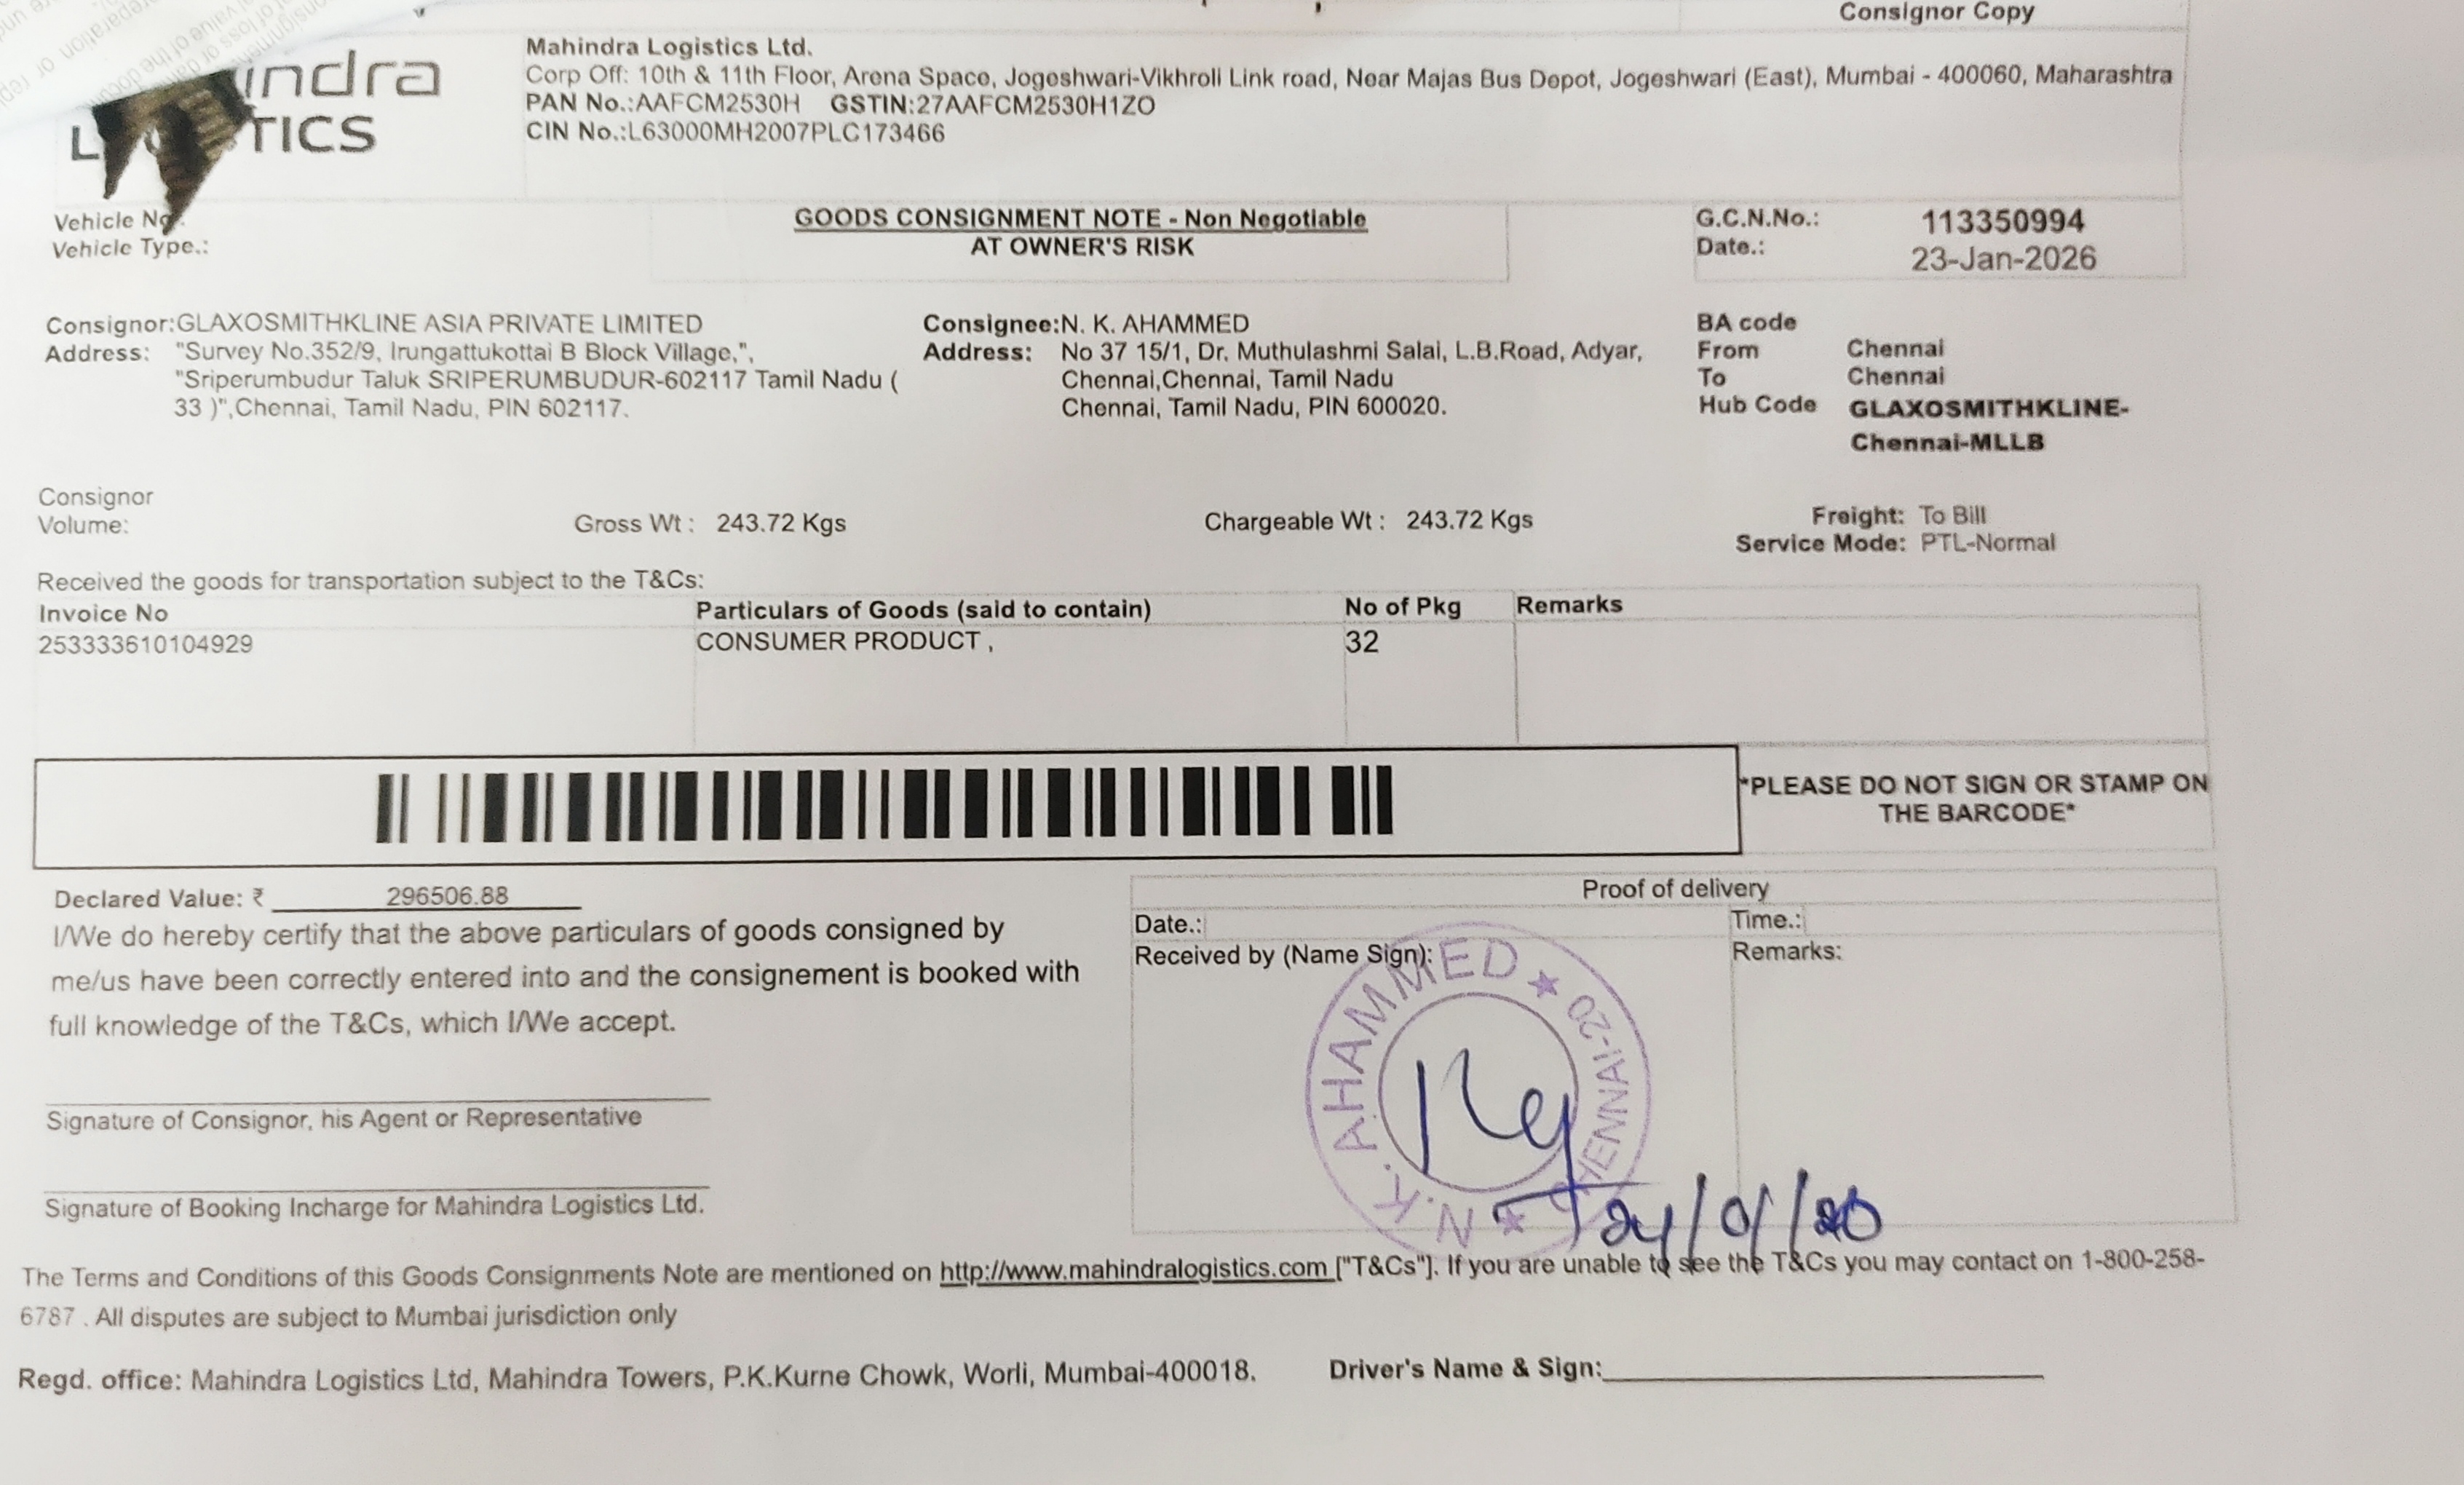 Consignor Copy
indra
L TICS
Mahindra Logistics Ltd.
Corp Off: 10th & 11th Floor, Arena Space, Jogeshwari-Vikhroli Link road, Near Majas Bus Depot, Jogeshwari (East), Mumbai - 400060, Maharashtra
PAN No.:AAFCM2530H GSTIN:27AAFCM2530H1ZO
CIN No.:L63000MH2007PLC173466
Vehicle No.:
Vehicle Type.:
GOODS CONSIGNMENT NOTE - Non Negotiable
AT OWNER'S RISK
G.C.N.No.: 113350994
Date.: 23-Jan-2026
Consignor:GLAXOSMITHKLINE ASIA PRIVATE LIMITED
Address: "Survey No.352/9, Irungattukottai B Block Village,",
"Sriperumbudur Taluk SRIPERUMBUDUR-602117 Tamil Nadu (
33 )",Chennai, Tamil Nadu, PIN 602117.
Consignee:N. K. AHAMMED
Address: No 37 15/1, Dr. Muthulashmi Salai, L.B.Road, Adyar,
Chennai,Chennai, Tamil Nadu
Chennai, Tamil Nadu, PIN 600020.
BA code
From Chennai
To Chennai
Hub Code GLAXOSMITHKLINE-
Chennai-MLLB
Consignor
Volume:
Gross Wt : 243.72 Kgs
Chargeable Wt : 243.72 Kgs
Freight: To Bill
Service Mode: PTL-Normal
Received the goods for transportation subject to the T&Cs:
Invoice No Particulars of Goods (said to contain) No of Pkg Remarks
253333610104929 CONSUMER PRODUCT , 32
*PLEASE DO NOT SIGN OR STAMP ON
THE BARCODE*
Declared Value: ₹ 296506.88
I/We do hereby certify that the above particulars of goods consigned by
me/us have been correctly entered into and the consignement is booked with
full knowledge of the T&Cs, which I/We accept.
Signature of Consignor, his Agent or Representative
Signature of Booking Incharge for Mahindra Logistics Ltd.
Proof of delivery
Date.: Time.:
Received by (Name Sign): Remarks:
N.K. AHAMMED ★ CHENNAI-20 ★
The Terms and Conditions of this Goods Consignments Note are mentioned on http://www.mahindralogistics.com ["T&Cs"]. If you are unable to see the T&Cs you may contact on 1-800-258-
6787 . All disputes are subject to Mumbai jurisdiction only
Regd. office: Mahindra Logistics Ltd, Mahindra Towers, P.K.Kurne Chowk, Worli, Mumbai-400018.
Driver's Name & Sign: